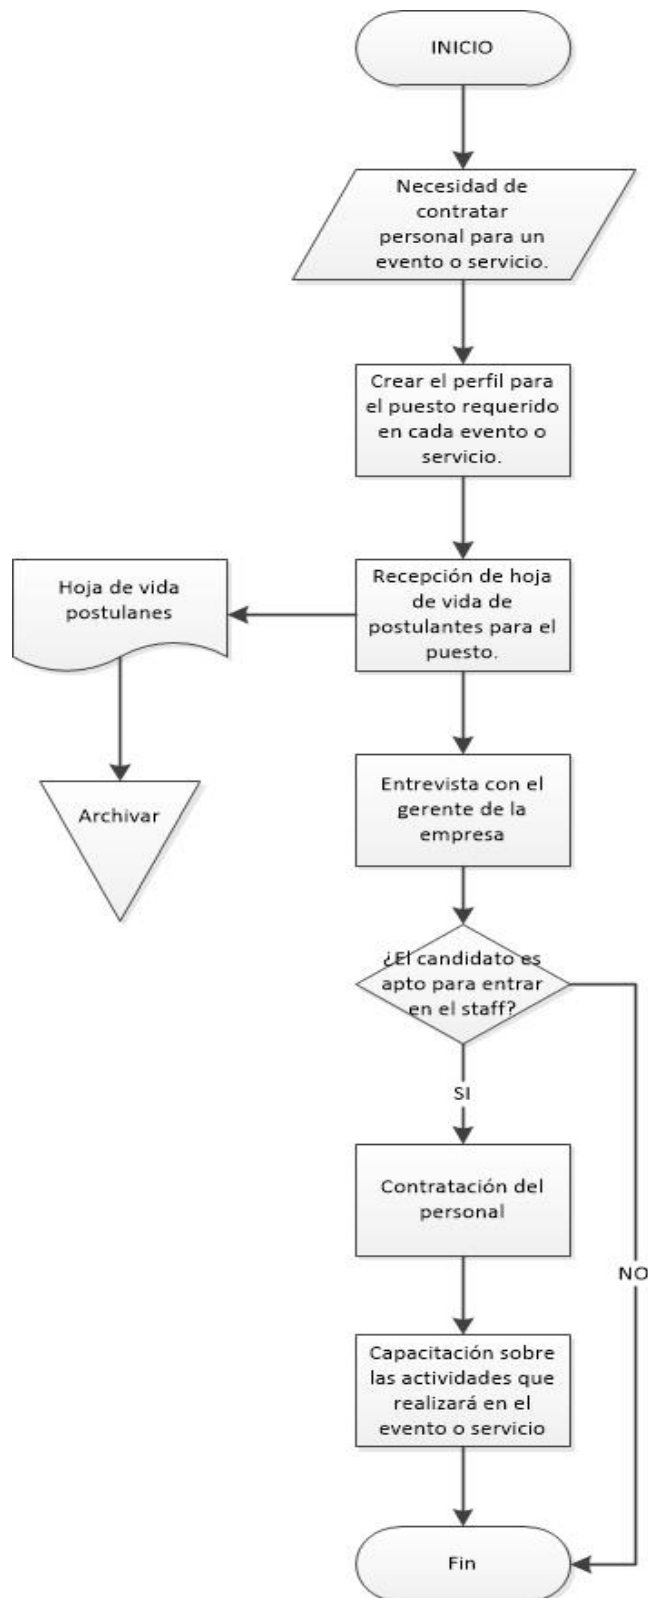 INICIO
Necesidad de
contratar
personal para un
evento o servicio.
Crear el perfil para
el puesto requerido
en cada evento o
servicio.
Hoja de vida
postulanes
Recepción de hoja
de vida de
postulantes para el
puesto.
Archivar
Entrevista con el
gerente de la
empresa
¿El candidato es
apto para entrar
en el staff?
SI
Contratación del
personal
NO
Capacitación sobre
las actividades que
realizará en el
evento o servicio
Fin